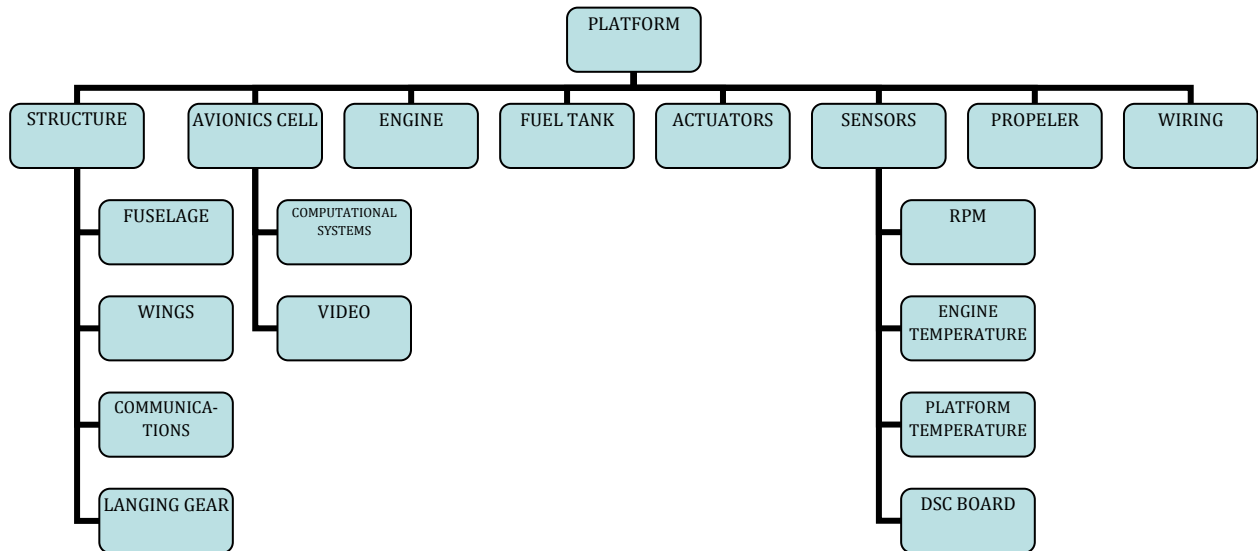 PLATFORM
STRUCTURE
AVIONICS CELL
ENGINE
FUEL TANK
ACTUATORS
SENSORS
PROPELER
WIRING
FUSELAGE
COMPUTATIONAL
SYSTEMS
RPM
WINGS
VIDEO
ENGINE
TEMPERATURE
COMMUNICA-
TIONS
PLATFORM
TEMPERATURE
LANGING GEAR
DSC BOARD